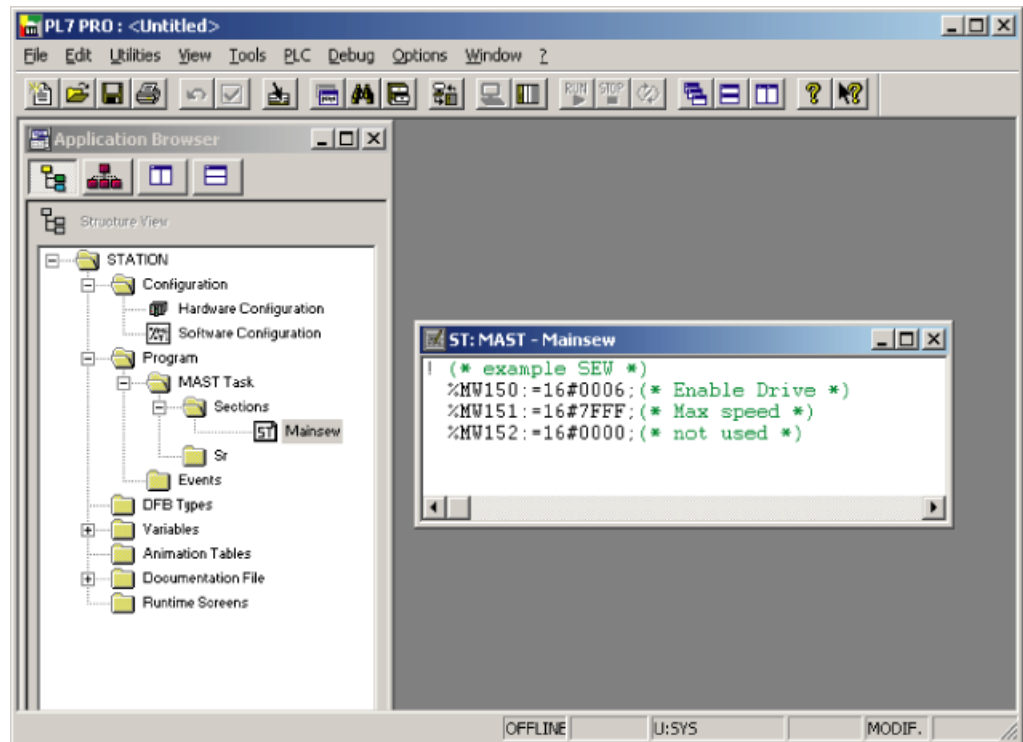 PL7 PRO : <Untitled>
File Edit Utilities View Tools PLC Debug Options Window ?
RUN STOP
Application Browser
Structure View
STATION
Configuration
Hardware Configuration
Software Configuration
Program
MAST Task
Sections
ST Mainsew
Sr
Events
DFB Types
Variables
Animation Tables
Documentation File
Runtime Screens
ST: MAST - Mainsew
! (* example SEW *)
%MW150:=16#0006;(* Enable Drive *)
%MW151:=16#7FFF;(* Max speed *)
%MW152:=16#0000;(* not used *)
OFFLINE U:SYS MODIF.